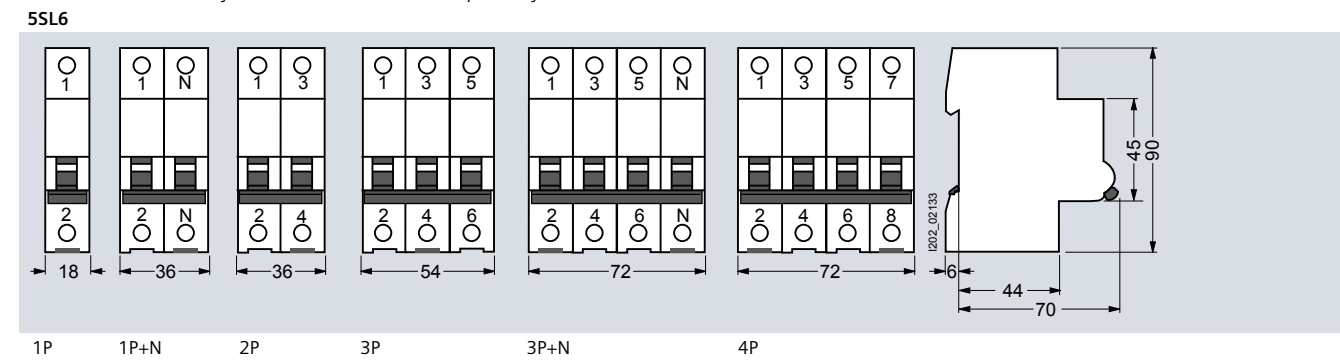 5SL6
1 1 N 1 3 1 3 5 1 3 5 N 1 3 5 7
2 2 N 2 4 2 4 6 2 4 6 N 2 4 6 8
I202_02133
45
90
18 36 36 54 72 72 6
44
70
1P 1P+N 2P 3P 3P+N 4P